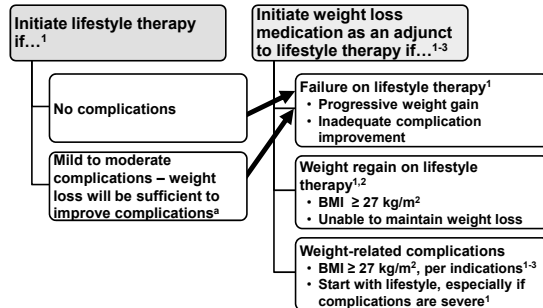 Initiate lifestyle therapy
if…1
No complications
Mild to moderate
complications – weight
loss will be sufficient to
improve complicationsa
Initiate weight loss
medication as an adjunct
to lifestyle therapy if…1-3
Failure on lifestyle therapy1
• Progressive weight gain
• Inadequate complication
improvement
Weight regain on lifestyle
therapy1,2
• BMI ≥ 27 kg/m2
• Unable to maintain weight loss
Weight-related complications
• BMI ≥ 27 kg/m2, per indications1-3
• Start with lifestyle, especially if
complications are severe1